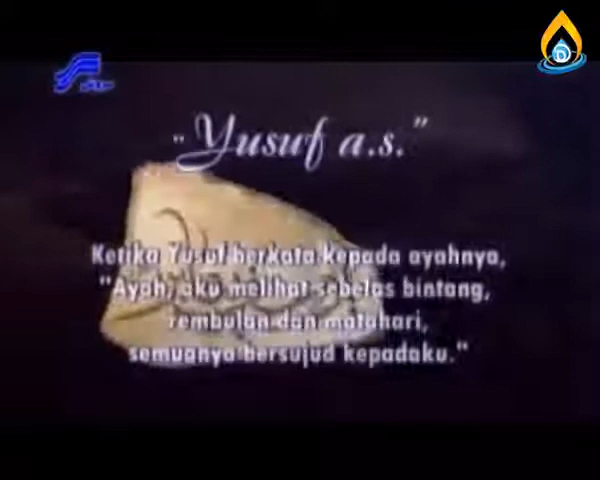 "Yusuf a.s."
Ketika Yusuf berkata kepada ayahnya,
"Ayah, aku melihat sebelas bintang,
rembulan dan matahari,
semuanya bersujud kepadaku."